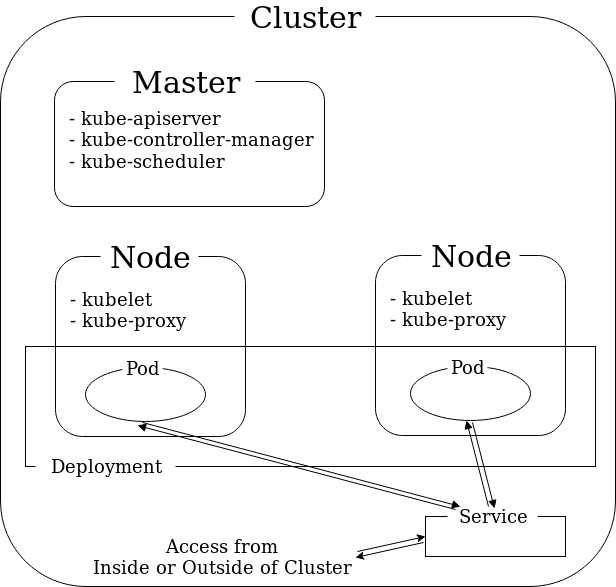 Cluster
Master
- kube-apiserver
- kube-controller-manager
- kube-scheduler
Node
- kubelet
- kube-proxy
Pod
Node
- kubelet
- kube-proxy
Pod
Deployment
Service
Access from
Inside or Outside of Cluster